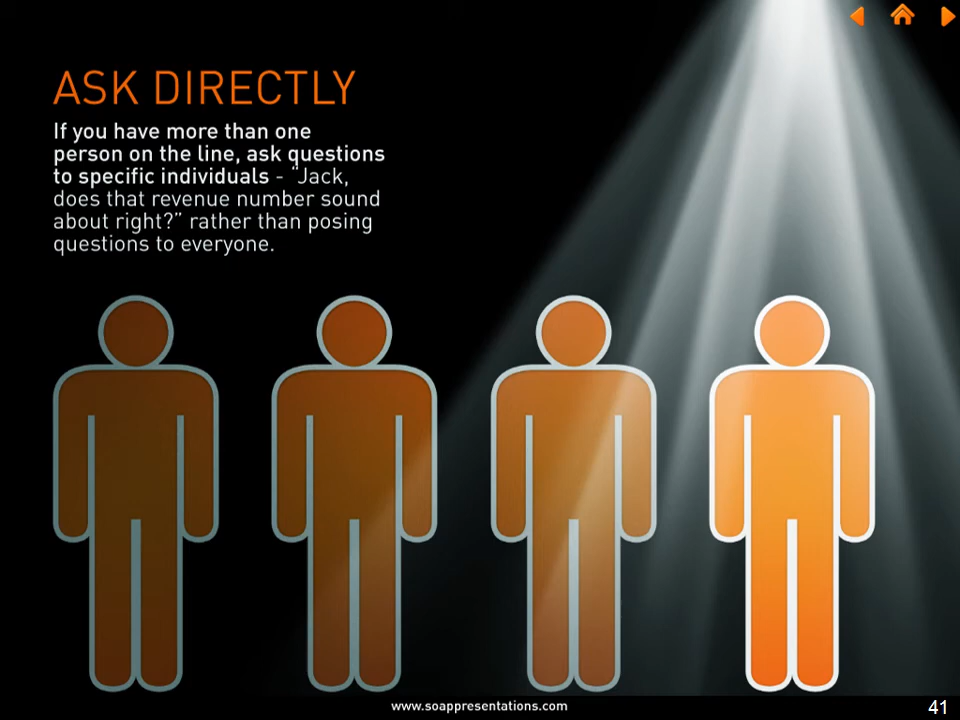 ASK DIRECTLY
If you have more than one
person on the line, ask questions
to specific individuals - "Jack,
does that revenue number sound
about right?” rather than posing
questions to everyone.
www.soappresentations.com
41